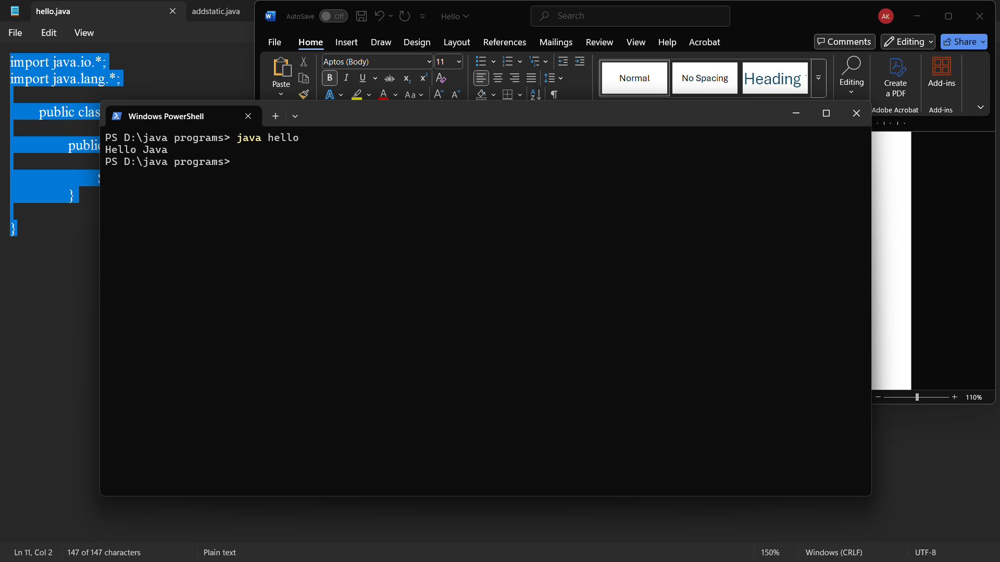 hello.java
addstatic.java
File Edit View
import java.io.*;
import java.lang.*;
public clas
public
}
}
AutoSave Off Hello Search AK
File Home Insert Draw Design Layout References Mailings Review View Help Acrobat Comments Editing Share
Paste
Aptos (Body) 11
B I U ab x2 x2 A
A A Aa A A
Normal No Spacing Heading
Editing
Create
a PDF
Adobe Acrobat
Add-ins
Add-ins
Windows PowerShell
PS D:\java programs> java hello
Hello Java
PS D:\java programs>
110%
Ln 11, Col 2 147 of 147 characters Plain text 150% Windows (CRLF) UTF-8